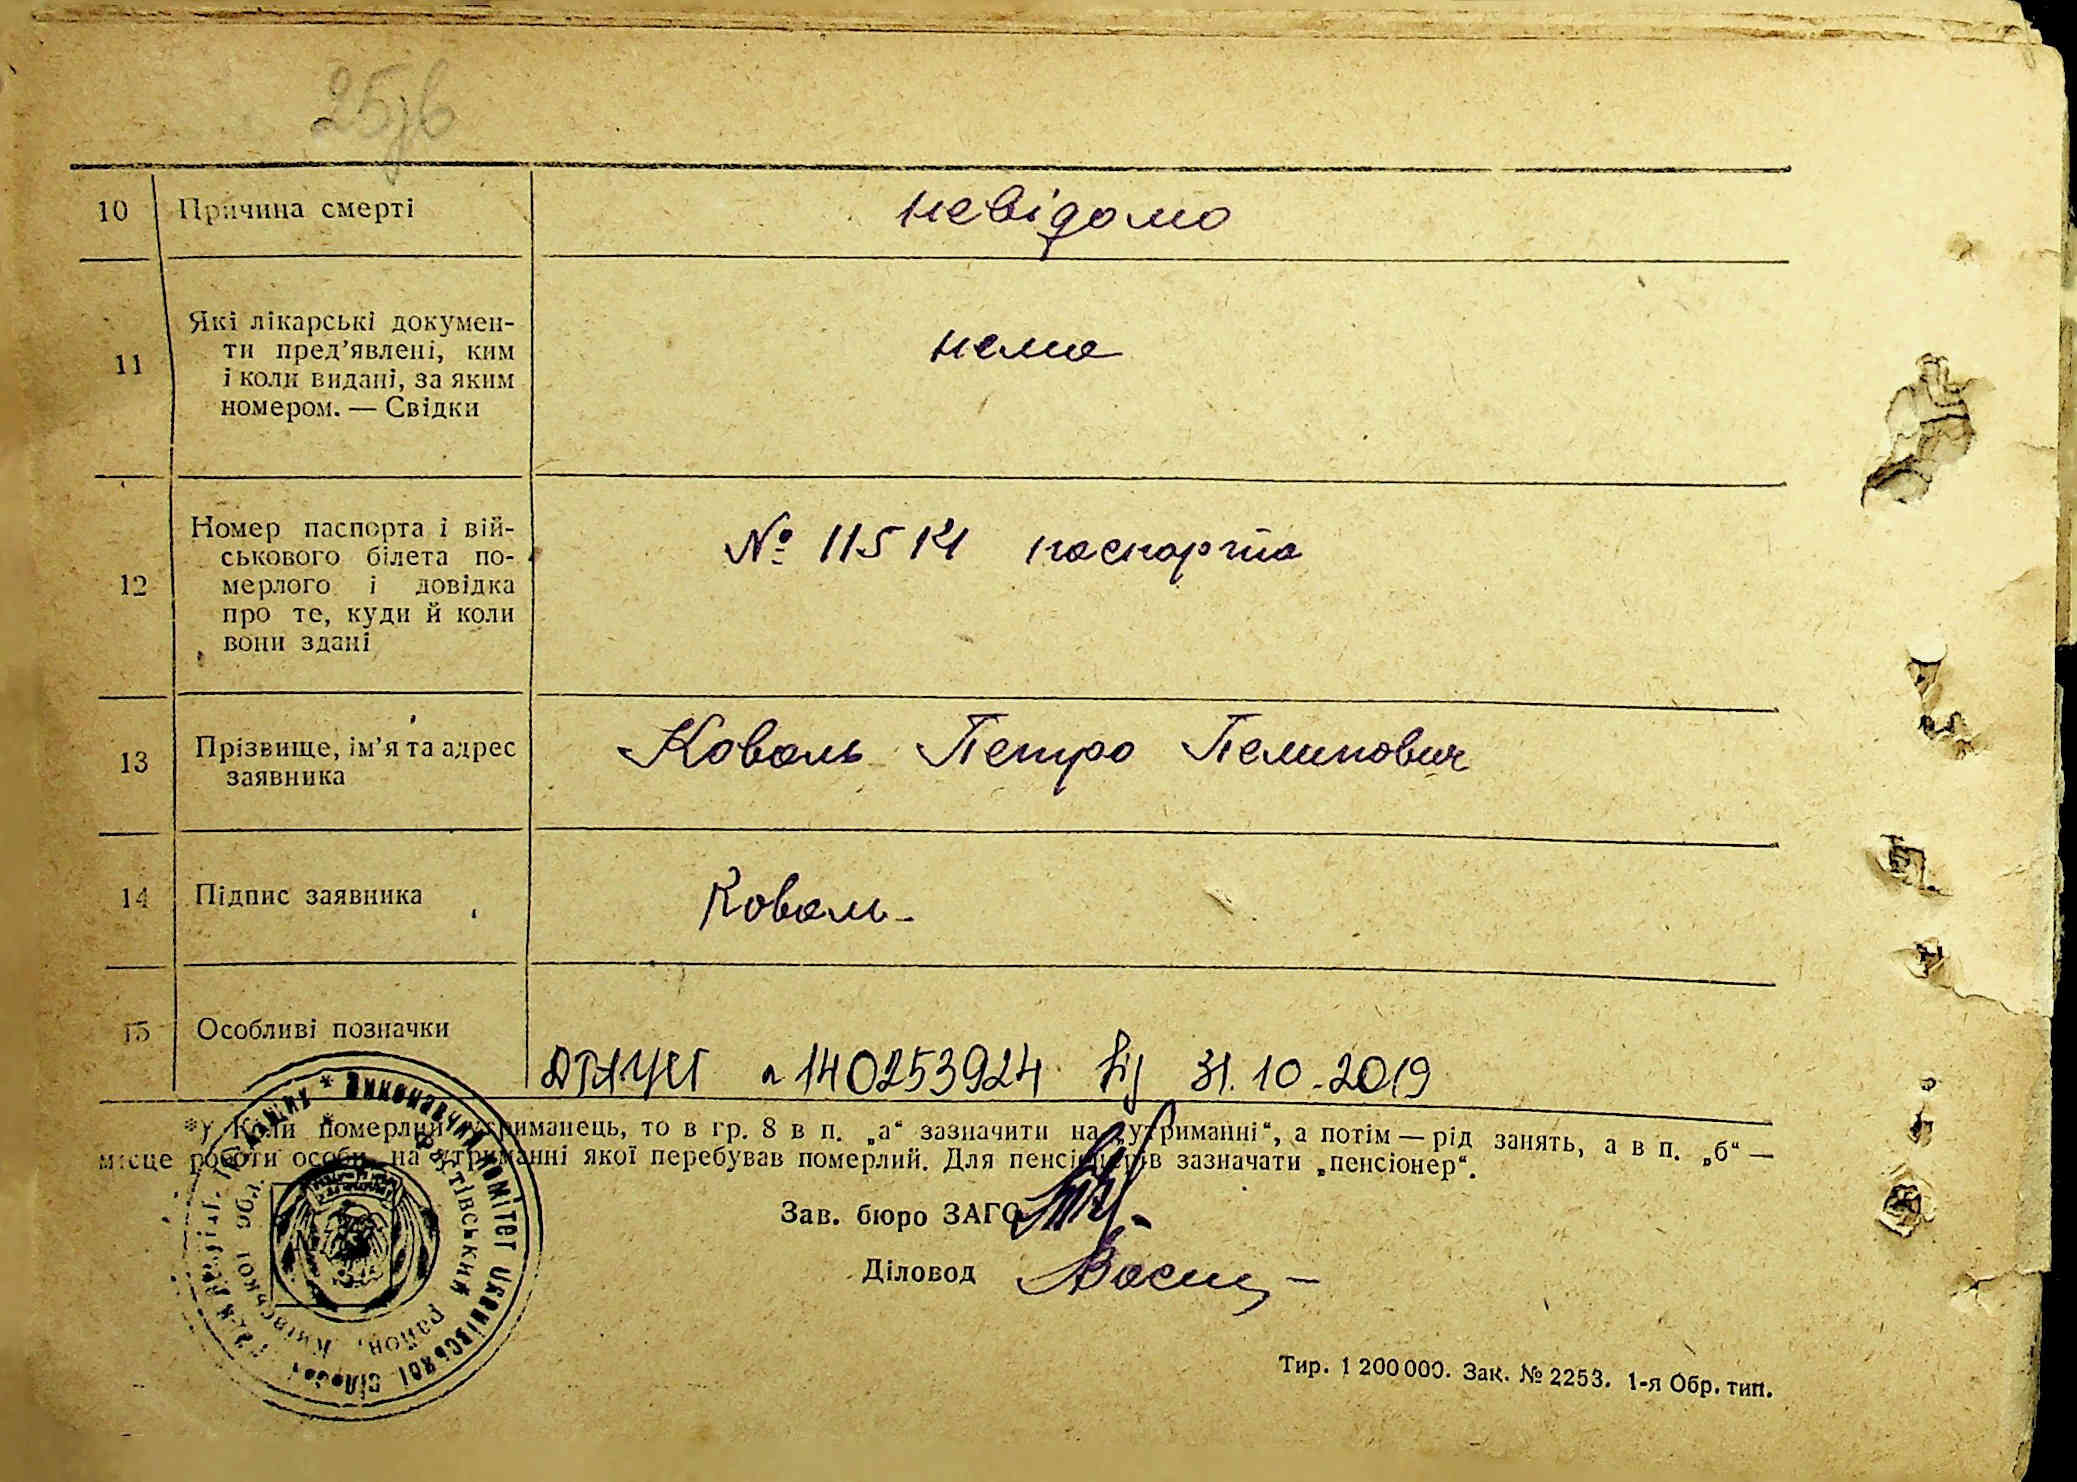 10 Причина смерті невідомо
11 Які лікарські докумен-
ти пред'явлені, ким
і коли видані, за яким
номером. — Свідки
нема
12 Номер паспорта і вій-
ськового білета по-
мерлого і довідка
про те, куди й коли
вони здані
№ паспорта
13 Прізвище, ім'я та адрес
заявника
Коваль Петро Пелипович
14 Підпис заявника Коваль
15 Особливі позначки
140253924 від 31.10.2019
*) Коли померлий утриманець, то в гр. 8 в п. „а“ зазначити на „утриманні“, а потім — рід занять, а в п. „б“ —
місце роботи особи, на утриманні якої перебував померлий. Для пенсіонерів зазначати „пенсіонер“.
Зав. бюро ЗАГС
Діловод
Виконавчий комітет
район, Київської
Тир. 1 200 000. Зак. № 2253. 1-я Обр. тип.